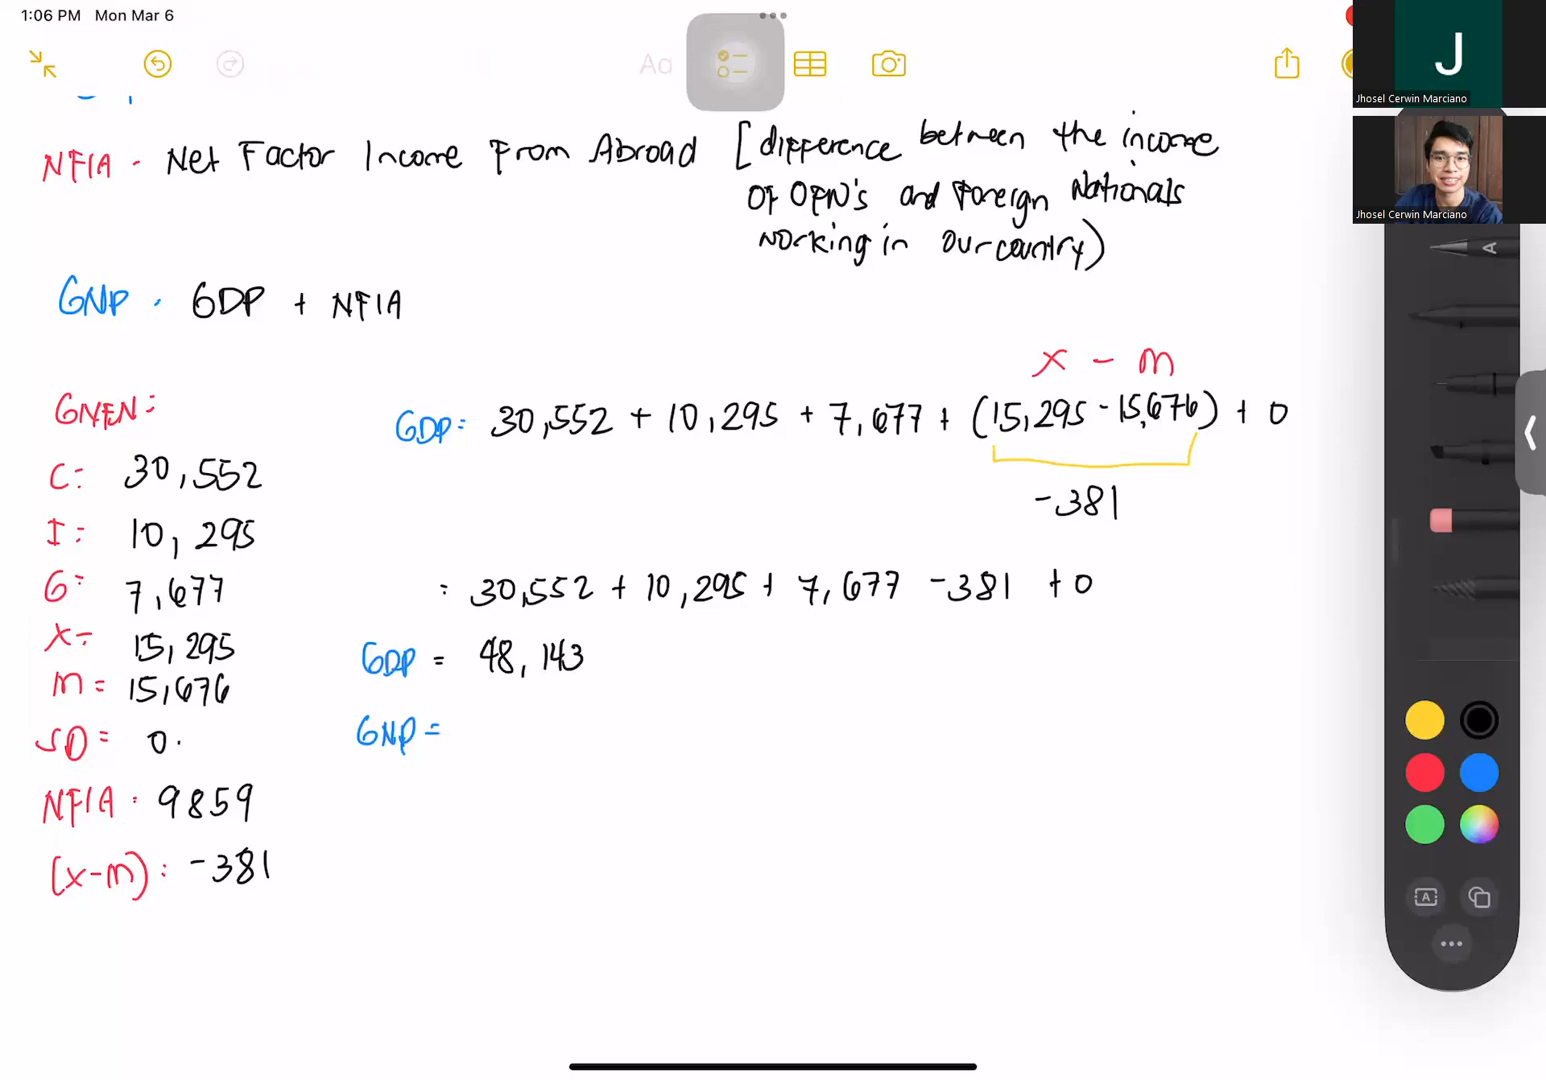 1:06 PM Mon Mar 6
Aa
J
Jhosel Cerwin Marciano
Jhosel Cerwin Marciano
NFIA - Net Factor Income From Abroad [difference between the income
of OFW's and Foreign Nationals
working in our country)
GNP - GDP + NFIA
x - m
GIVEN:
GDP: 30,552 + 10,295 + 7,677 + (15,295 - 15,676) + 0
-381
C: 30,552
I: 10,295
G: 7,677
= 30,552 + 10,295 + 7,677 - 381 + 0
X= 15,295
GDP = 48,143
m = 15,676
SD = 0.
GNP =
NFIA: 9859
(x-m): -381
A
A